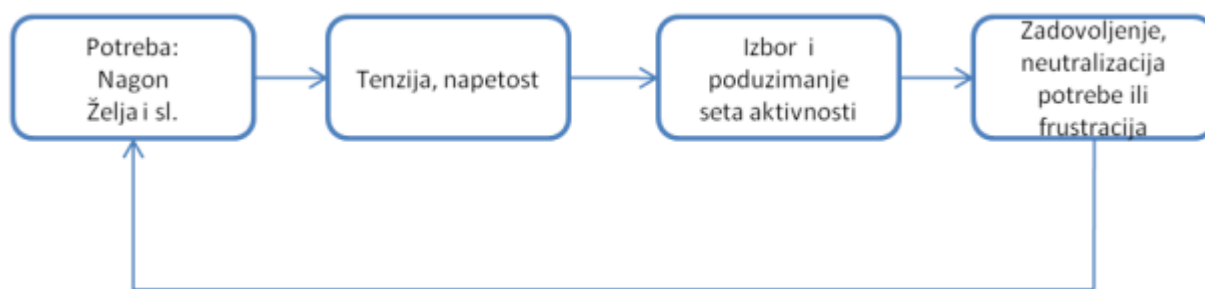 Potreba:
Nagon
Želja i sl.
Tenzija, napetost
Izbor i
poduzimanje
seta aktivnosti
Zadovoljenje,
neutralizacija
potrebe ili
frustracija